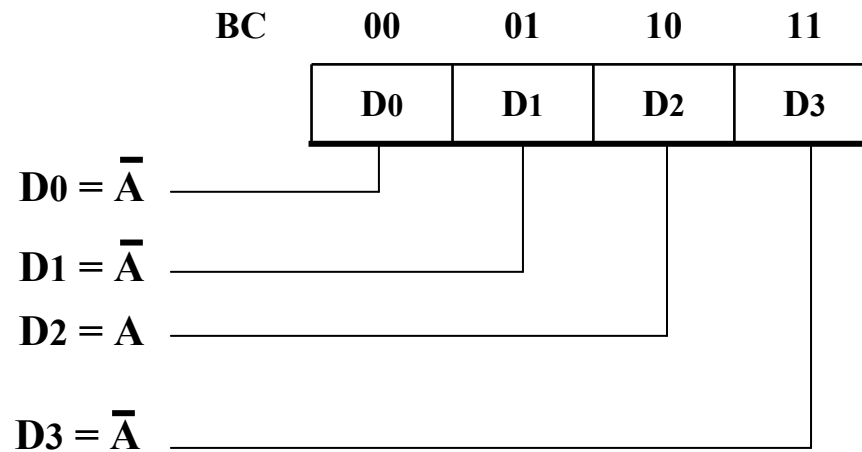 BC 00 01 10 11
D0 D1 D2 D3
D0 = A̅
D1 = A̅
D2 = A
D3 = A̅